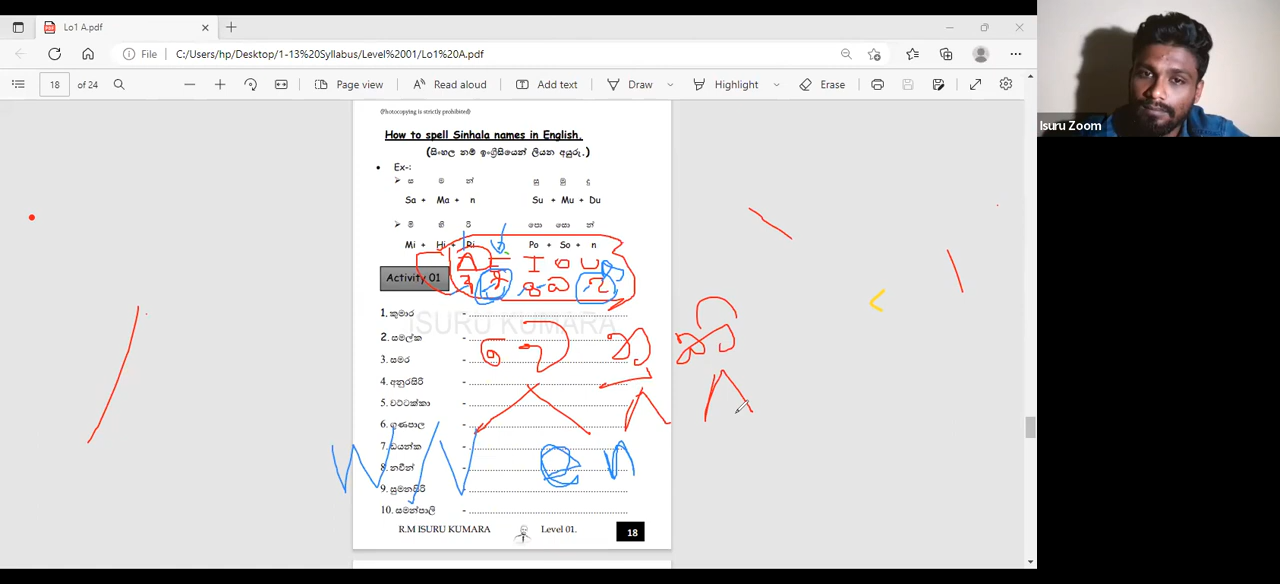 Lo1 A.pdf
File C:/Users/hp/Desktop/1-13%20Syllabus/Level%2001/Lo1%20A.pdf
18 of 24 Page view Read aloud Add text Draw Highlight Erase
Isuru Zoom
(Photocopying is strictly prohibited)
How to spell Sinhala names in English.
(සිංහල නම් ඉංග්‍රීසියෙන් ලියන අයුරු.)
Ex-:
ස ම න් සු මු දු
Sa + Ma + n Su + Mu + Du
මි හි රි පො සො න්
Mi + Hi + Ri Po + So + n
A E I O U
Activity 01
1. කුමාර -
ISURU KUMARA
2. සමල්ක -
3. සමර -
4. අනුරසිරි -
5. චට්ටක්කා -
6. ගුණපාල -
7. ඩයන්ක -
W/V e n
8. නවීන් -
9. සුමනසිරි -
10. සමන්පාලි -
R.M ISURU KUMARA Level 01. 18